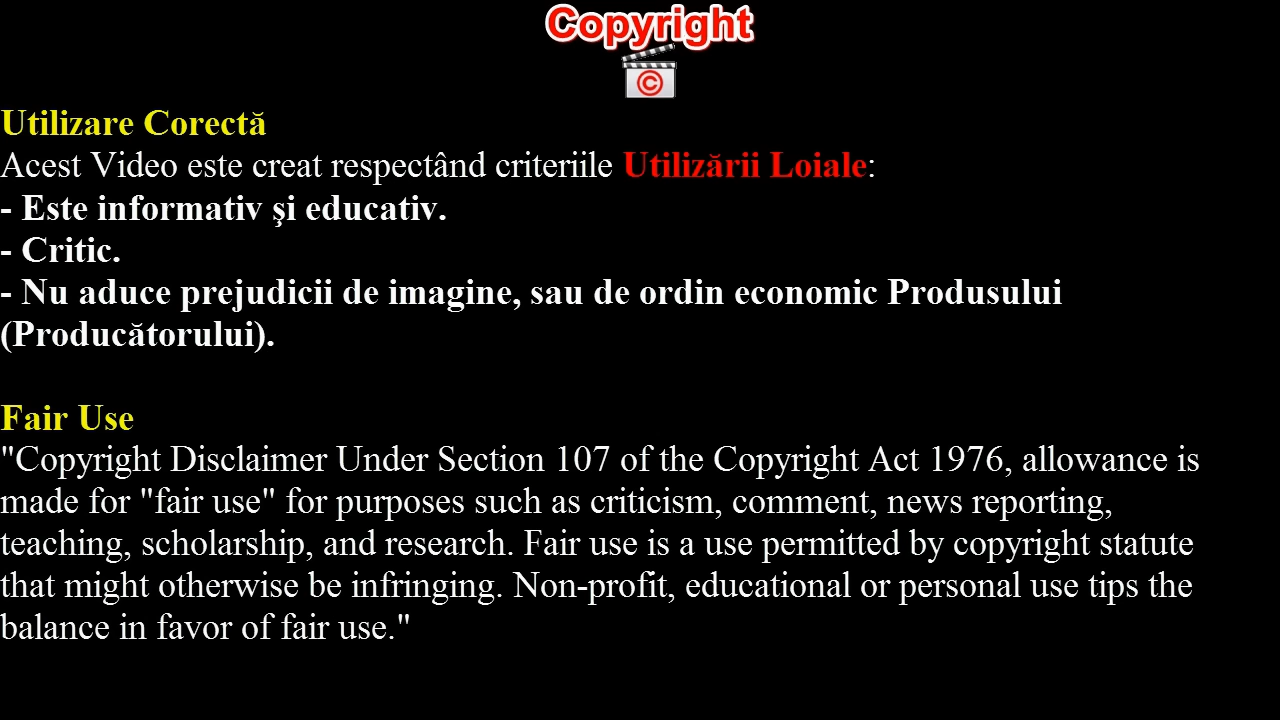 Copyright
©
Utilizare Corectă
Acest Video este creat respectând criteriile Utilizării Loiale:
- Este informativ şi educativ.
- Critic.
- Nu aduce prejudicii de imagine, sau de ordin economic Produsului
(Producătorului).
Fair Use
"Copyright Disclaimer Under Section 107 of the Copyright Act 1976, allowance is
made for "fair use" for purposes such as criticism, comment, news reporting,
teaching, scholarship, and research. Fair use is a use permitted by copyright statute
that might otherwise be infringing. Non-profit, educational or personal use tips the
balance in favor of fair use."